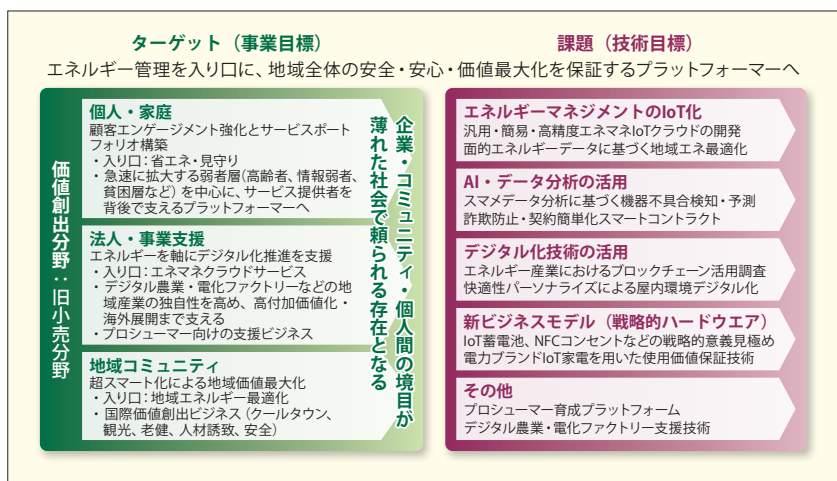 ターゲット（事業目標）
エネルギー管理を入り口に、地域全体の安全・安心・価値最大化を保証するプラットフォーマーへ
価値創出分野：旧小売分野
個人・家庭
顧客エンゲージメント強化とサービスポート
フォリオ構築
・入り口：省エネ・見守り
・急速に拡大する弱者層（高齢者、情報弱者、
貧困層など）を中心に、サービス提供者を
背後で支えるプラットフォーマーへ
法人・事業支援
エネルギーを軸にデジタル化推進を支援
・入り口：エネマネクラウドサービス
・デジタル農業・電化ファクトリーなどの地
域産業の独自性を高め、高付加価値化・
海外展開まで支える
・プロシューマー向けの支援ビジネス
地域コミュニティ
超スマート化による地域価値最大化
・入り口：地域エネルギー最適化
・国際価値創出ビジネス（クールタウン、
観光、老健、人材誘致、安全）
企業・コミュニティ・個人間の境目が
薄れた社会で頼られる存在となる
課題（技術目標）
エネルギーマネジメントのIoT化
汎用・簡易・高精度エネマネIoTクラウドの開発
面的エネルギーデータに基づく地域エネ最適化
AI・データ分析の活用
スマメデータ分析に基づく機器不具合検知・予測
詐欺防止・契約簡単化スマートコントラクト
デジタル化技術の活用
エネルギー産業におけるブロックチェーン活用調査
快適性パーソナライズによる屋内環境デジタル化
新ビジネスモデル（戦略的ハードウエア）
IoT蓄電池、NFCコンセントなどの戦略的意義見極め
電力ブランドIoT家電を用いた使用価値保証技術
その他
プロシューマー育成プラットフォーム
デジタル農業・電化ファクトリー支援技術